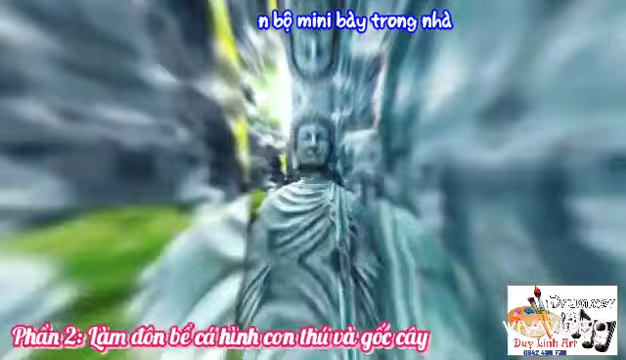 n bộ mini bày trong nhà
Phần 2: Làm đôn bể cá hình con thú và gốc cây
Drummer
Duy Linh Art